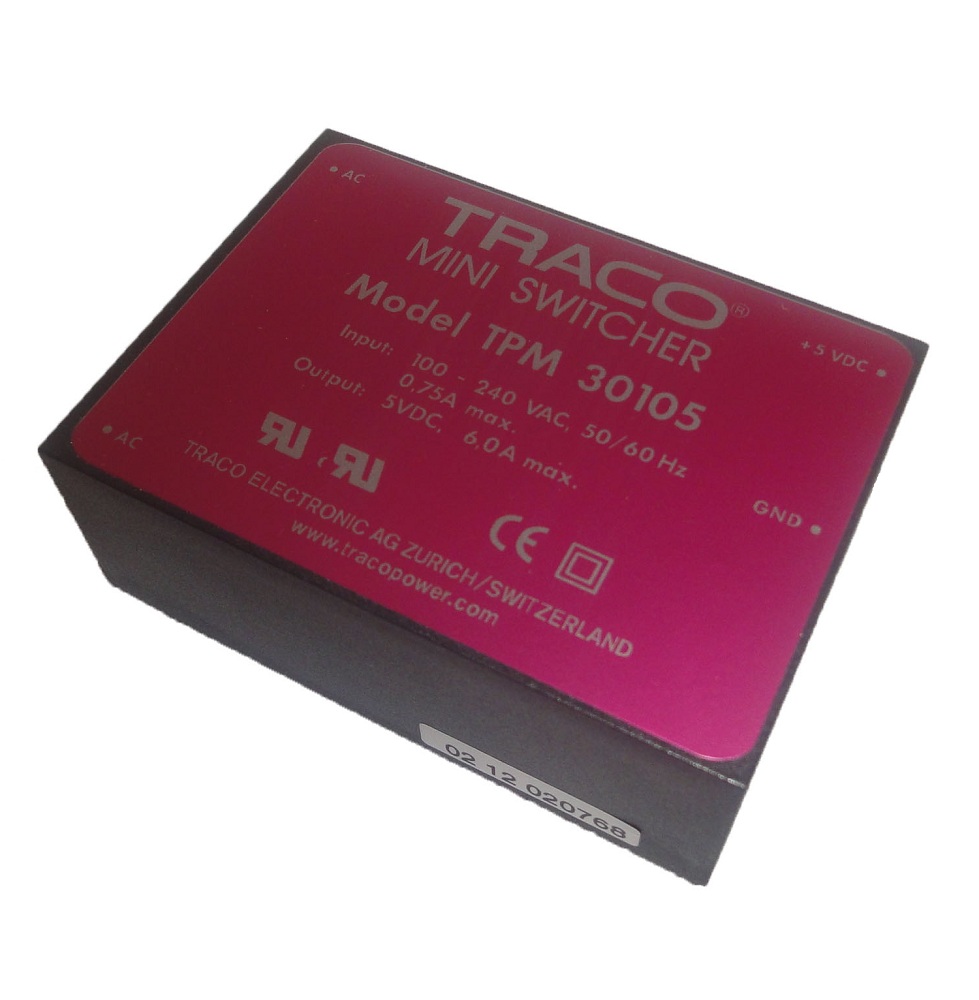 • AC
TRACO®
MINI SWITCHER
Model TPM 30105
+5 VDC •
Input: 100 - 240 VAC, 50/60 Hz
0,75A max.
Output: 5VDC, 6,0A max.
• AC
GND •
CE
TRACO ELECTRONIC AG ZURICH/SWITZERLAND
www.tracopower.com
02 12 020768